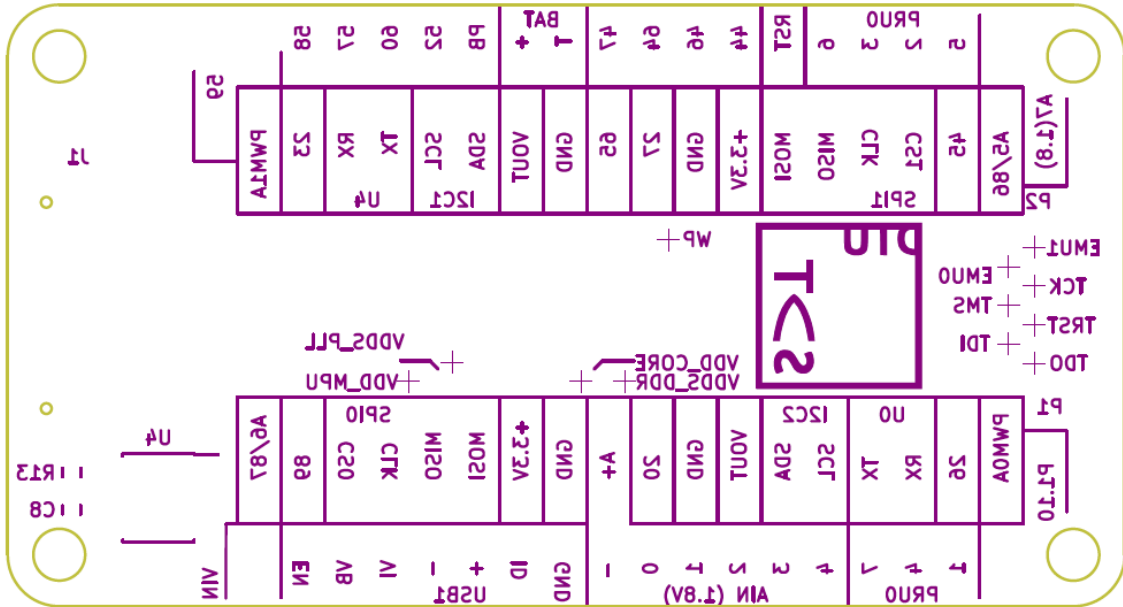 58 57 60 52 PB BAT 47 64 46 44 RST PRU0
+ - 6 3 2 5
59
PWM1A 23 RX TX SCL SDA VOUT GND 65 27 GND +3.3V MOSI MISO CLK CS1 45 A5/86 A7(1.8)
U4 I2C1 SPI1 P2
J1
WP
DTU
SAT
EMU1
EMU0
TCK
TMS
TRST
TDI
TDO
VDDS_PLL
VDD_CORE
VDD_MPU VDDS_DDR
SPI0 I2C2 U0 P1
A6/87 89 CS0 CLK MISO MOSI +3.3V GND A+ 20 GND VOUT SDA SCL TX RX 26 PWM0A
U4
R13
C8
P1.10
VIN EN VB VI - + ID GND - 0 1 2 3 4 7 4 1
USB1 AIN (1.8V) PRU0